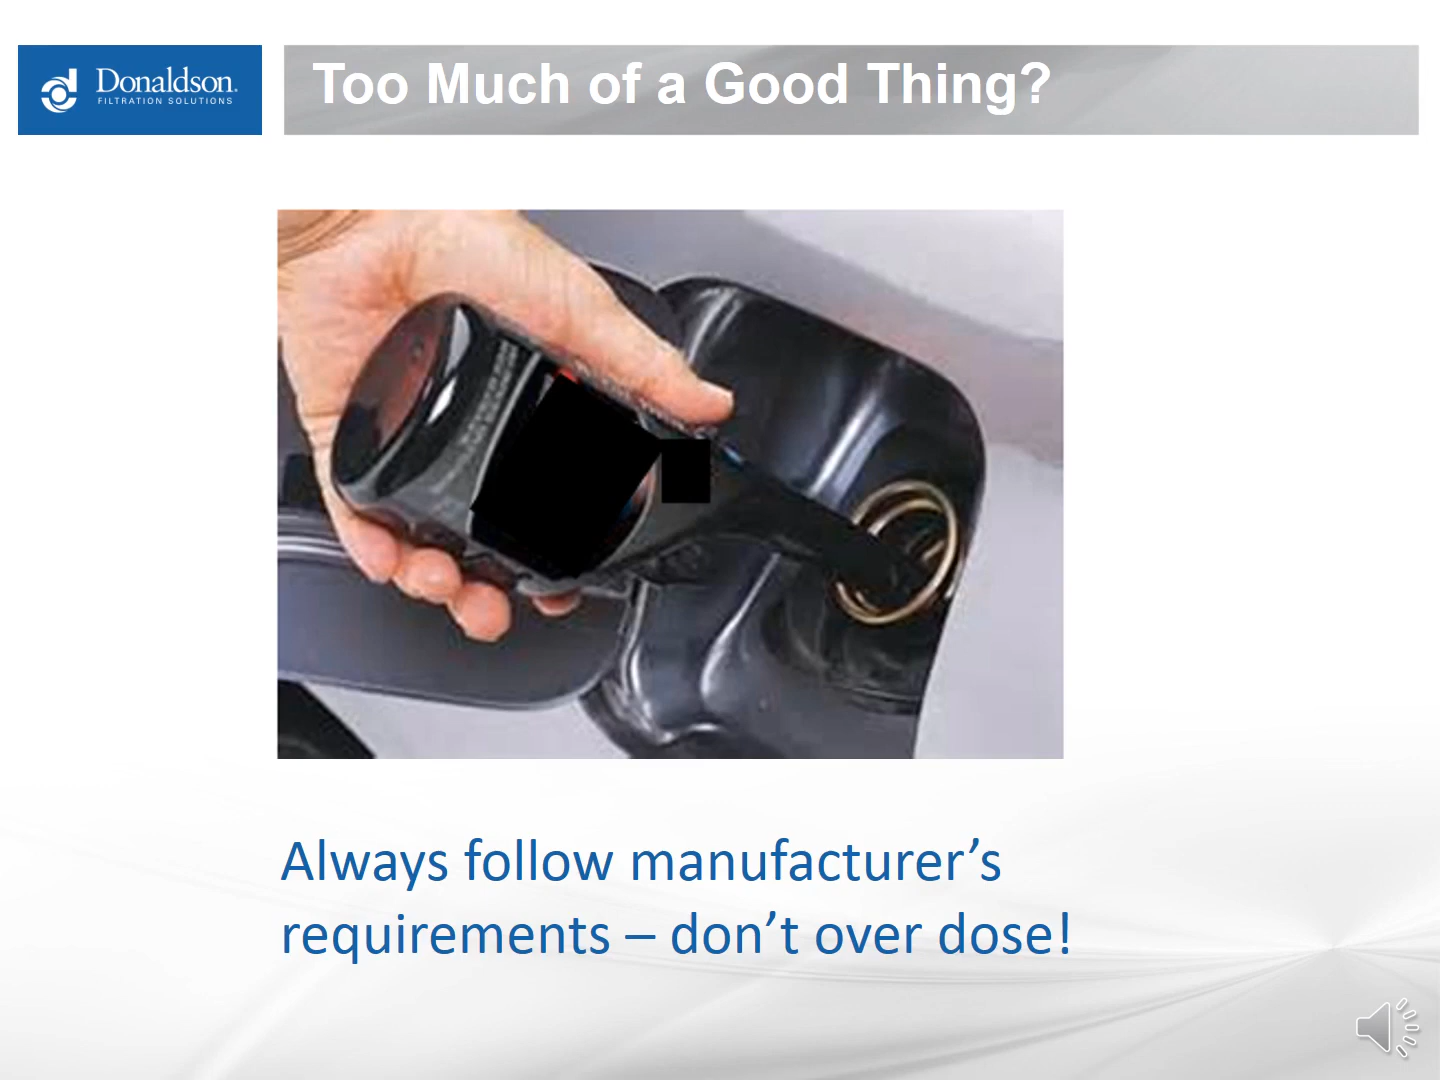 Donaldson.
FILTRATION SOLUTIONS
Too Much of a Good Thing?
Always follow manufacturer’s
requirements – don’t over dose!